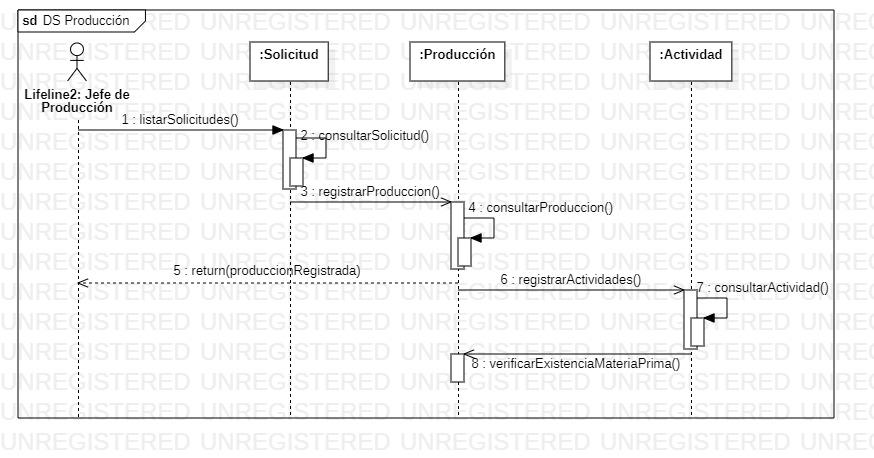 sd DS Producción
:Solicitud
:Producción
:Actividad
Lifeline2: Jefe de
Producción
1 : listarSolicitudes()
2 : consultarSolicitud()
3 : registrarProduccion()
4 : consultarProduccion()
5 : return(produccionRegistrada)
6 : registrarActividades()
7 : consultarActividad()
8 : verificarExistenciaMateriaPrima()
UNREGISTERED UNREGISTERED UNREGISTERED UNREGISTERED